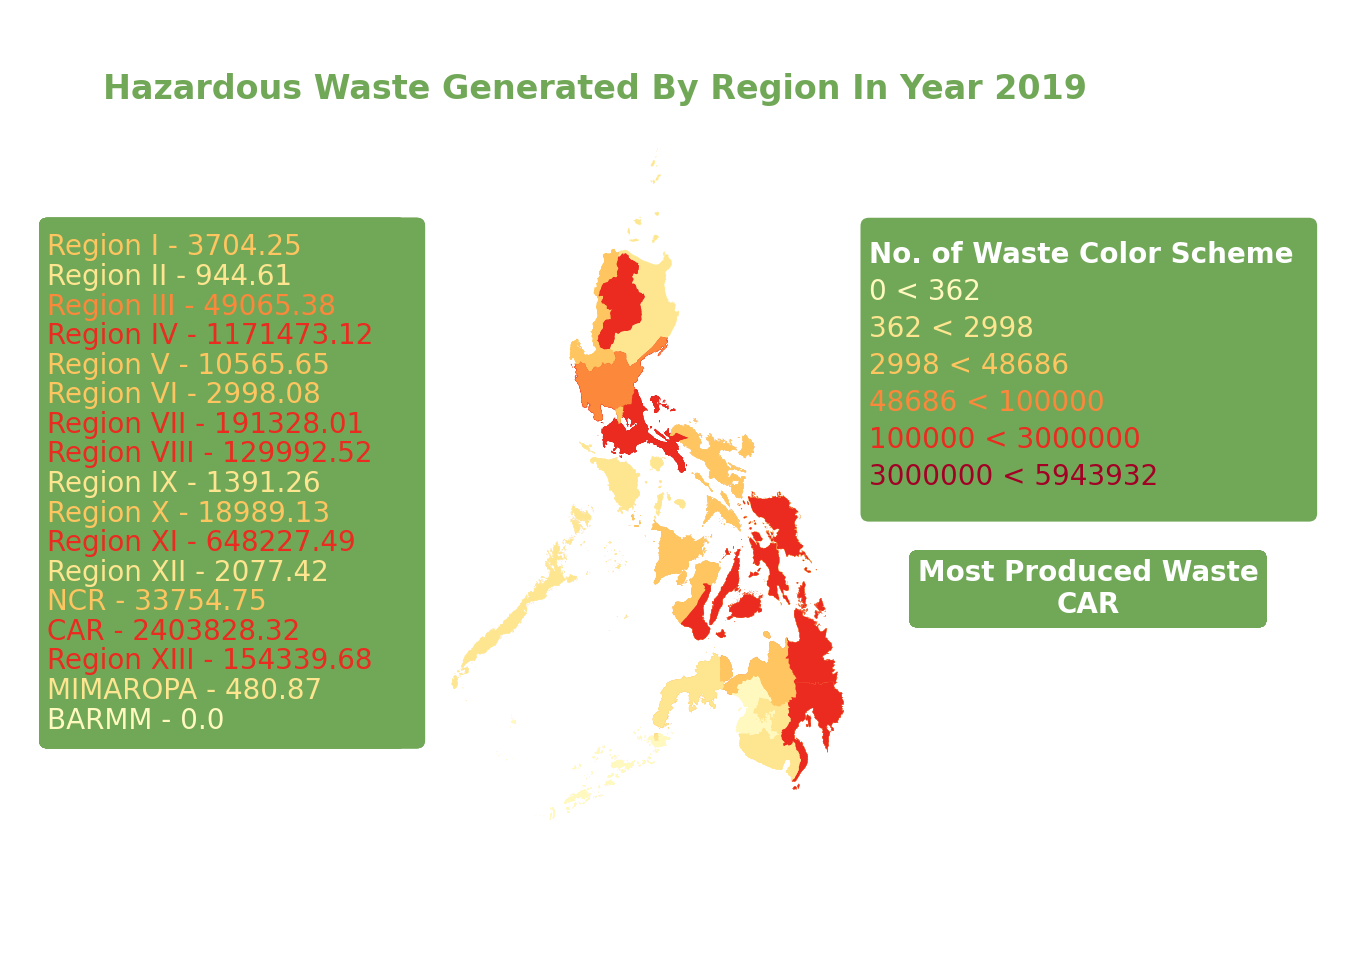 Hazardous Waste Generated By Region In Year 2019
Region I - 3704.25
Region II - 944.61
Region III - 49065.38
Region IV - 1171473.12
Region V - 10565.65
Region VI - 2998.08
Region VII - 191328.01
Region VIII - 129992.52
Region IX - 1391.26
Region X - 18989.13
Region XI - 648227.49
Region XII - 2077.42
NCR - 33754.75
CAR - 2403828.32
Region XIII - 154339.68
MIMAROPA - 480.87
BARMM - 0.0
No. of Waste Color Scheme
0 < 362
362 < 2998
2998 < 48686
48686 < 100000
100000 < 3000000
3000000 < 5943932
Most Produced Waste
CAR